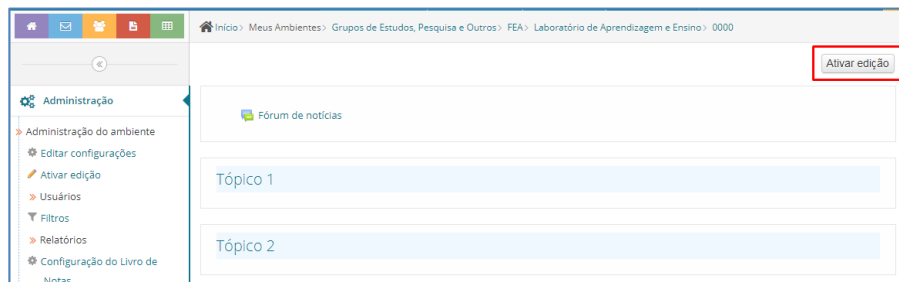 Início> Meus Ambientes> Grupos de Estudos, Pesquisa e Outros> FEA> Laboratório de Aprendizagem e Ensino> 0000
Ativar edição
Administração
Administração do ambiente
Editar configurações
Ativar edição
Usuários
Filtros
Relatórios
Configuração do Livro de
Notas
Fórum de notícias
Tópico 1
Tópico 2